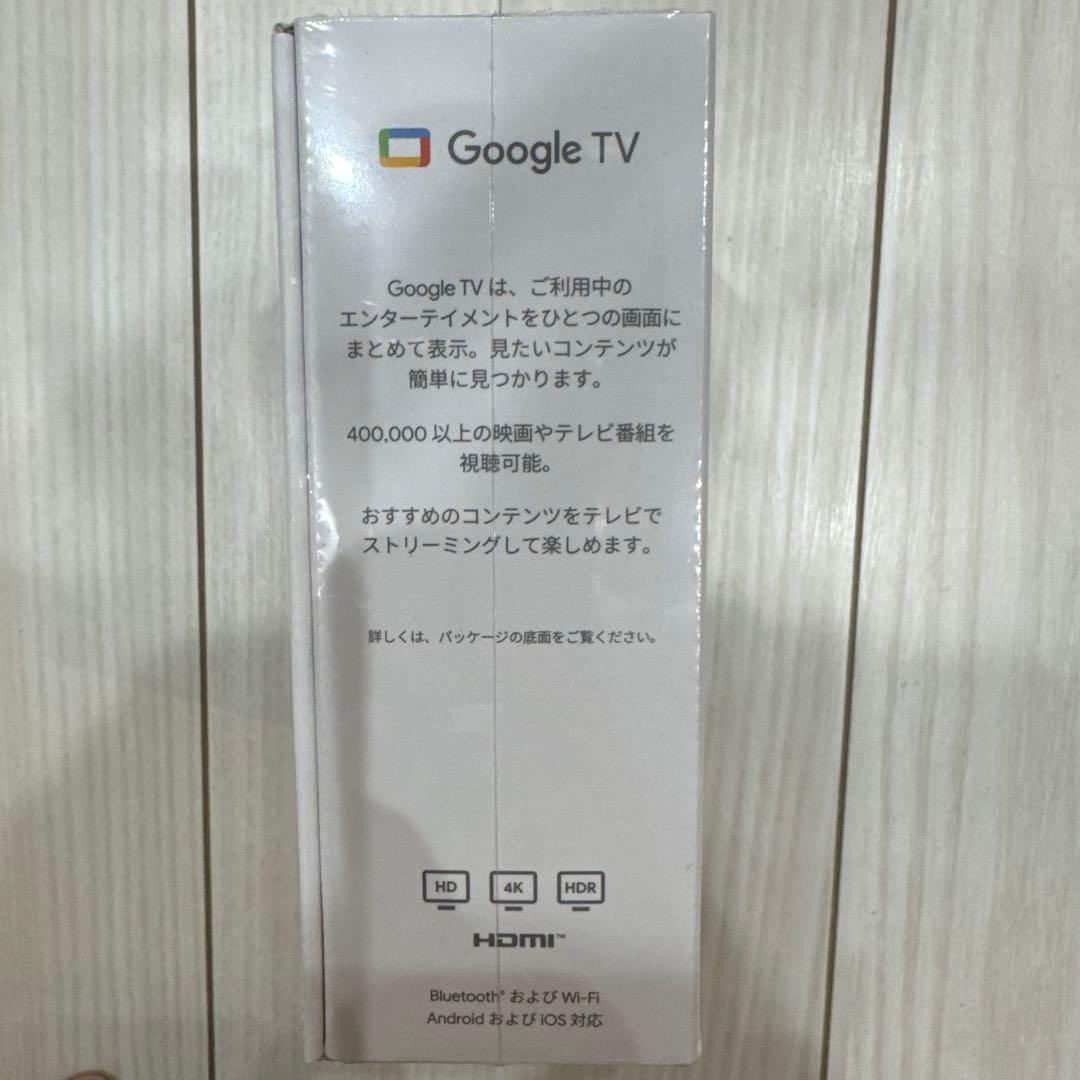 Google TV
Google TV は、ご利用中の
エンターテイメントをひとつの画面に
まとめて表示。見たいコンテンツが
簡単に見つかります。
400,000 以上の映画やテレビ番組を
視聴可能。
おすすめのコンテンツをテレビで
ストリーミングして楽しめます。
詳しくは、パッケージの底面をご覧ください。
HD 4K HDR
HDMI™
Bluetooth® および Wi-Fi
Android および iOS 対応